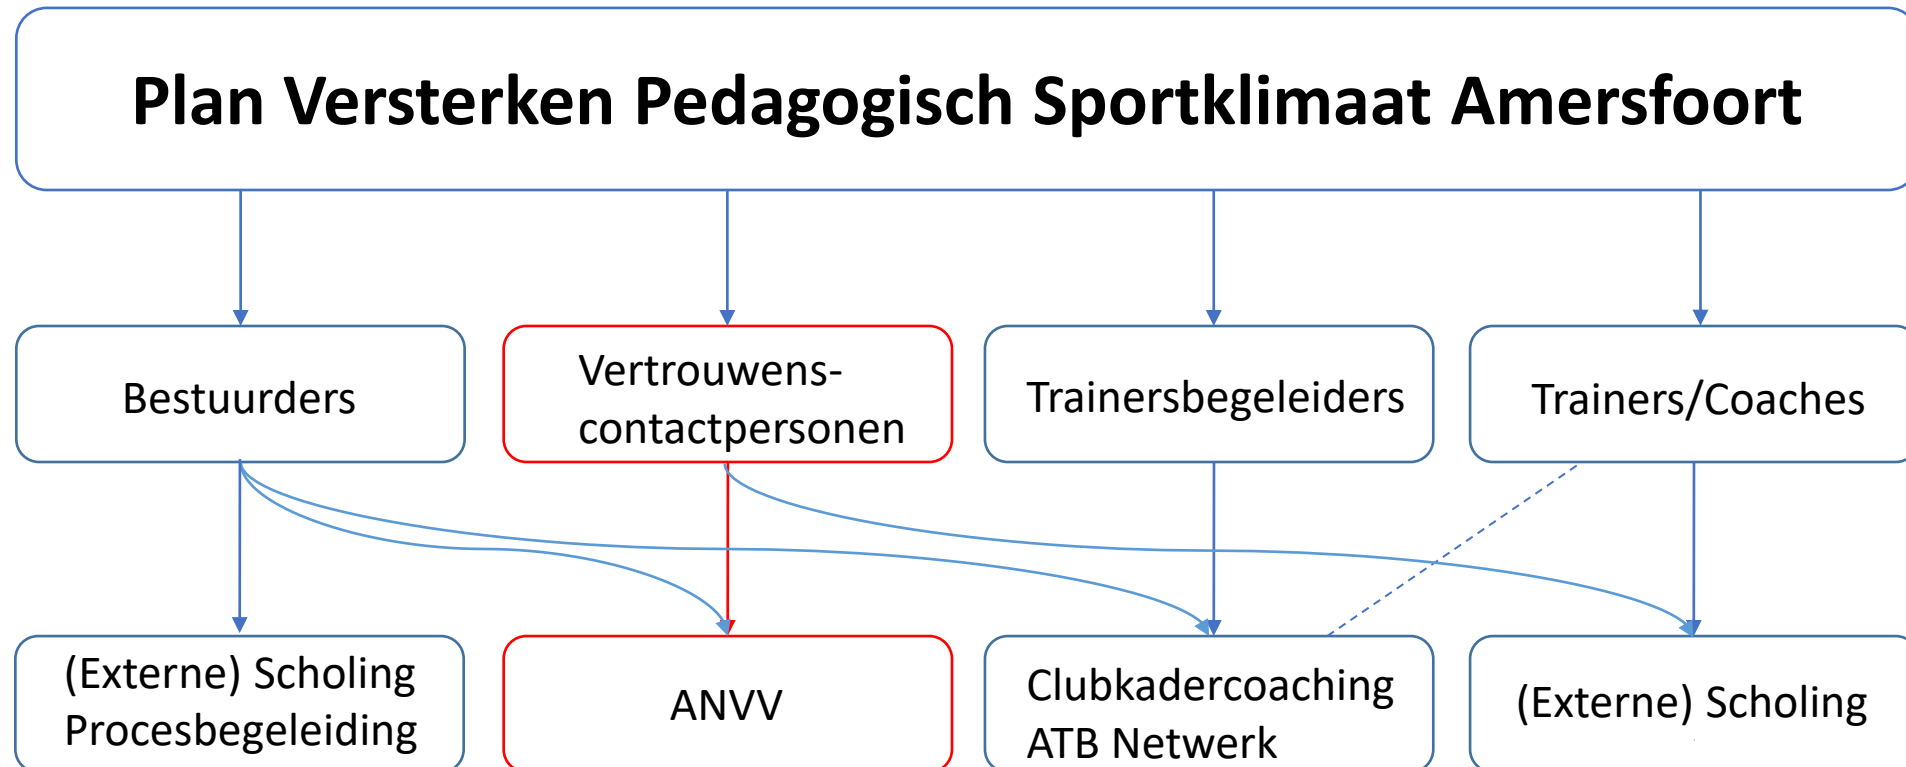 Plan Versterken Pedagogisch Sportklimaat Amersfoort
Bestuurders
Vertrouwens-
contactpersonen
Trainersbegeleiders
Trainers/Coaches
(Externe) Scholing
Procesbegeleiding
ANVV
Clubkadercoaching
ATB Netwerk
(Externe) Scholing